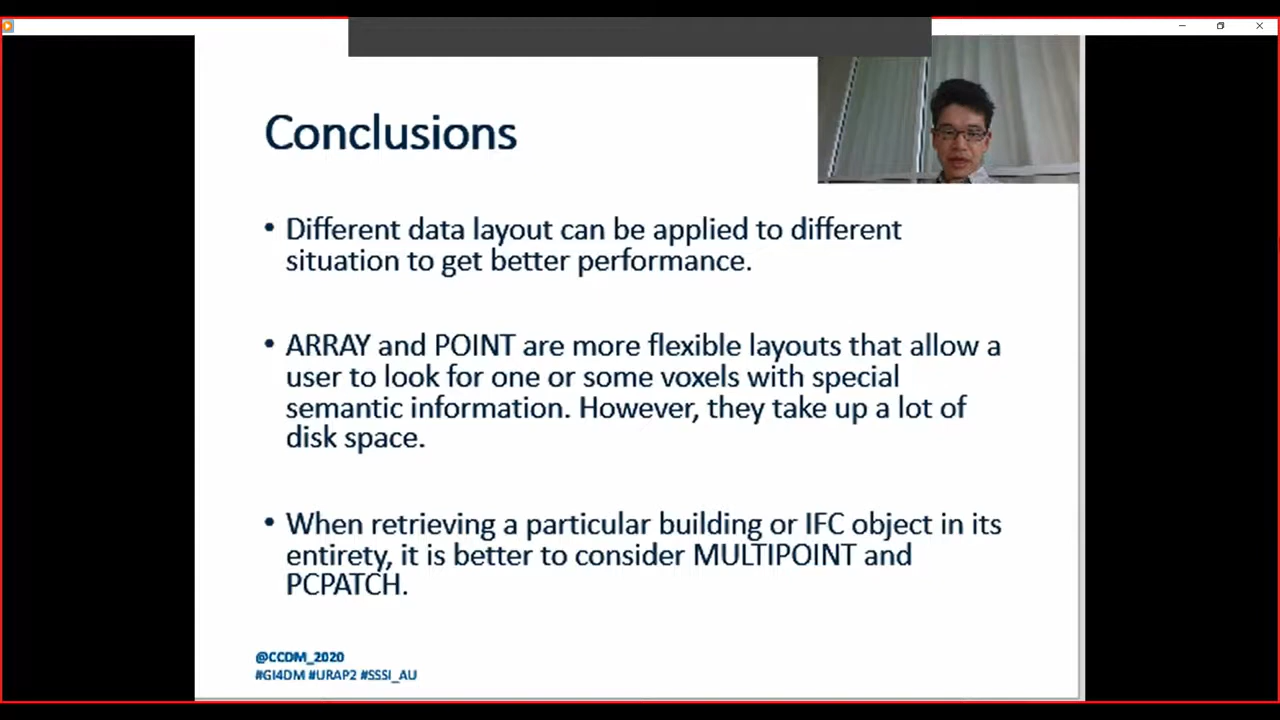 Conclusions
• Different data layout can be applied to different
situation to get better performance.
• ARRAY and POINT are more flexible layouts that allow a
user to look for one or some voxels with special
semantic information. However, they take up a lot of
disk space.
• When retrieving a particular building or IFC object in its
entirety, it is better to consider MULTIPOINT and
PCPATCH.
@CCDM_2020
#GI4DM #URAP2 #SSSI_AU